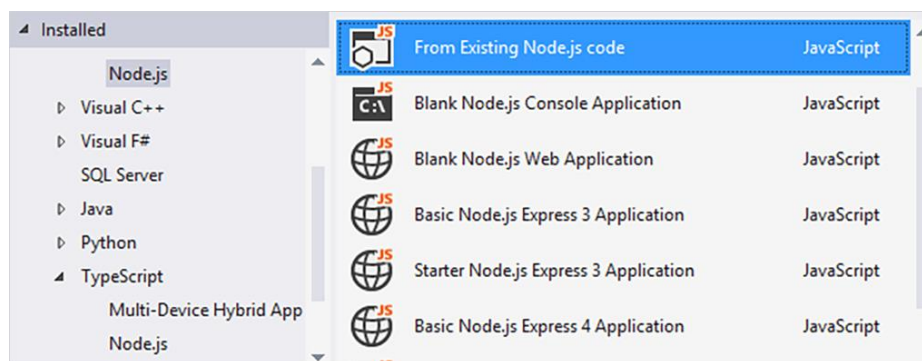 Installed
Node.js
Visual C++
Visual F#
SQL Server
Java
Python
TypeScript
Multi-Device Hybrid App
Node.js
JS
From Existing Node.js code JavaScript
JS
C:\
Blank Node.js Console Application JavaScript
JS
Blank Node.js Web Application JavaScript
JS
Basic Node.js Express 3 Application JavaScript
JS
Starter Node.js Express 3 Application JavaScript
JS
Basic Node.js Express 4 Application JavaScript
JS